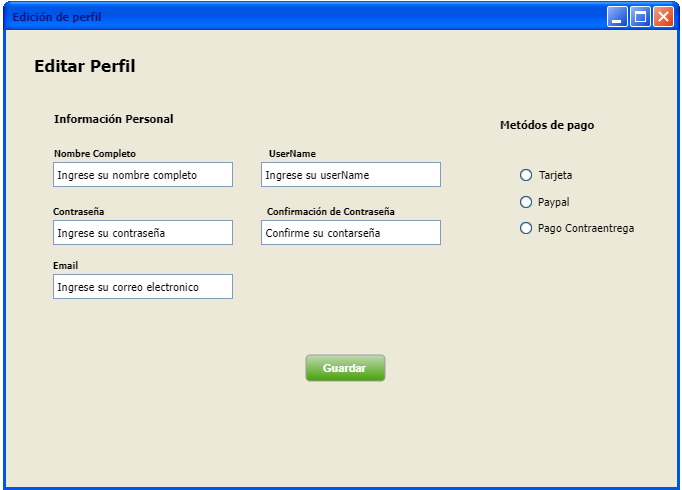 Edición de perfil
Editar Perfil
Información Personal
Metódos de pago
Nombre Completo
UserName
Ingrese su nombre completo
Ingrese su userName
Tarjeta
Paypal
Contraseña
Confirmación de Contraseña
Ingrese su contraseña
Confirme su contarseña
Pago Contraentrega
Email
Ingrese su correo electronico
Guardar